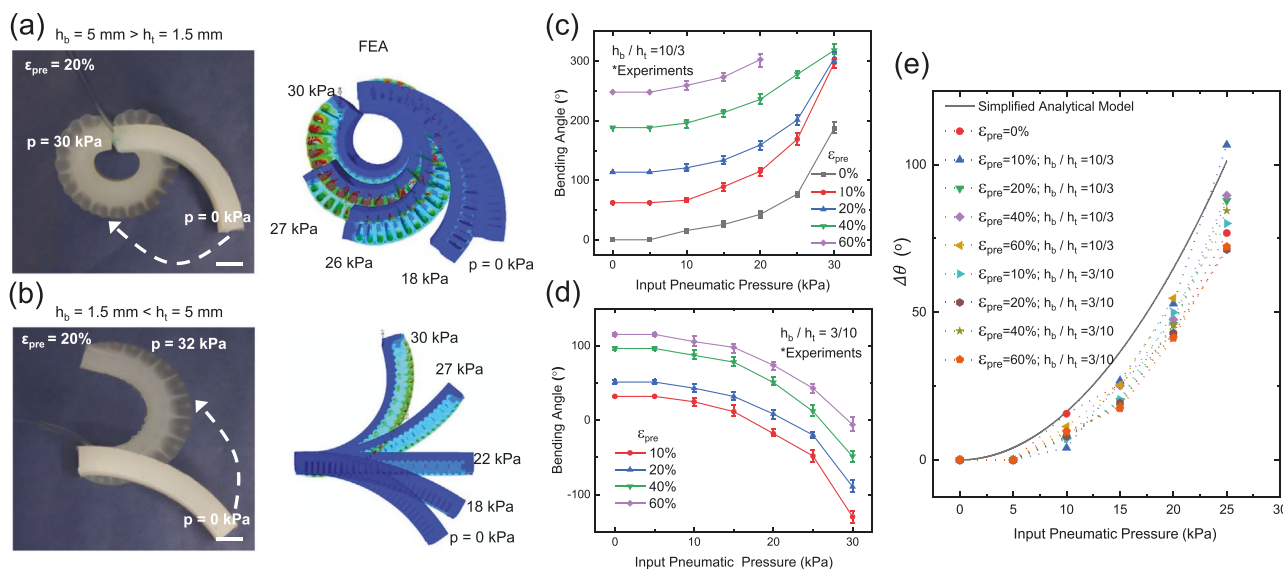 (a)
h_b = 5 mm > h_t = 1.5 mm
ε_pre = 20%
p = 30 kPa
p = 0 kPa
FEA
30 kPa
27 kPa
26 kPa
18 kPa
p = 0 kPa
(b)
h_b = 1.5 mm < h_t = 5 mm
ε_pre = 20%
p = 32 kPa
p = 0 kPa
30 kPa
27 kPa
22 kPa
18 kPa
p = 0 kPa
(c)
h_b / h_t =10/3
*Experiments
300
200
100
0
Bending Angle (°)
ε_pre
0%
10%
20%
40%
60%
0
10
20
30
Input Pneumatic Pressure (kPa)
(d)
h_b / h_t = 3/10
*Experiments
100
0
-100
Bending Angle (°)
ε_pre
10%
20%
40%
60%
0
5
10
15
20
25
30
Input Pneumatic Pressure (kPa)
(e)
Simplified Analytical Model
ε_pre=0%
ε_pre=10%; h_b / h_t = 10/3
ε_pre=20%; h_b / h_t = 10/3
ε_pre=40%; h_b / h_t = 10/3
ε_pre=60%; h_b / h_t = 10/3
ε_pre=10%; h_b / h_t = 3/10
ε_pre=20%; h_b / h_t = 3/10
ε_pre=40%; h_b / h_t = 3/10
ε_pre=60%; h_b / h_t = 3/10
100
50
0
Δθ (°)
0
5
10
15
20
25
30
Input Pneumatic Pressure (kPa)